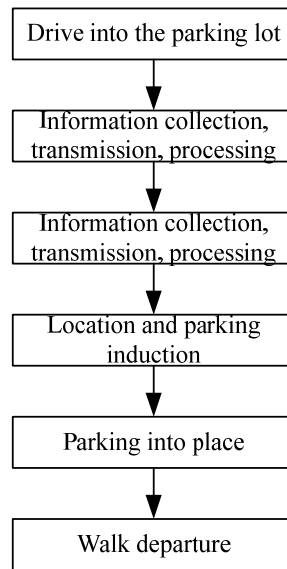 Drive into the parking lot
Information collection,
transmission, processing
Information collection,
transmission, processing
Location and parking
induction
Parking into place
Walk departure